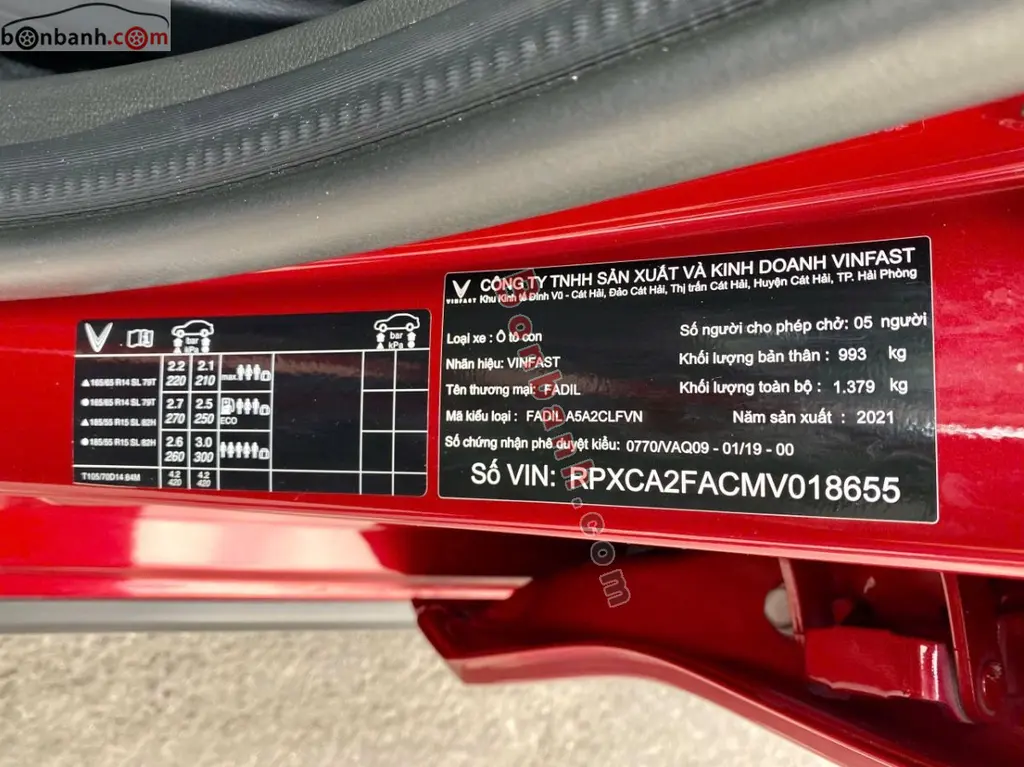 bonbanh.com
CÔNG TY TNHH SẢN XUẤT VÀ KINH DOANH VINFAST
VINFAST
Khu Kinh tế Đình Vũ - Cát Hải, Đảo Cát Hải, Thị trấn Cát Hải, Huyện Cát Hải, TP. Hải Phòng
Loại xe : Ô tô con
Số người cho phép chở: 05 người
Nhãn hiệu: VINFAST
Khối lượng bản thân : 993 kg
Tên thương mại: FADIL
Khối lượng toàn bộ : 1.379 kg
Mã kiểu loại : FADIL A5A2CLFVN
Năm sản xuất : 2021
Số chứng nhận phê duyệt kiểu: 0770/VAQ09 - 01/19 - 00
Số VIN: RPXCA2FACMV018655
bar
kPa
bar
kPa
165/65 R14 SL 79T
2.2 2.1
220 210
max.
165/65 R14 SL 79T
185/55 R15 SL 82H
2.7 2.5
270 250
ECO
185/55 R15 SL 82H
2.6 3.0
260 300
T105/70D14 84M
4.2 4.2
420 420
Bonbanh.com